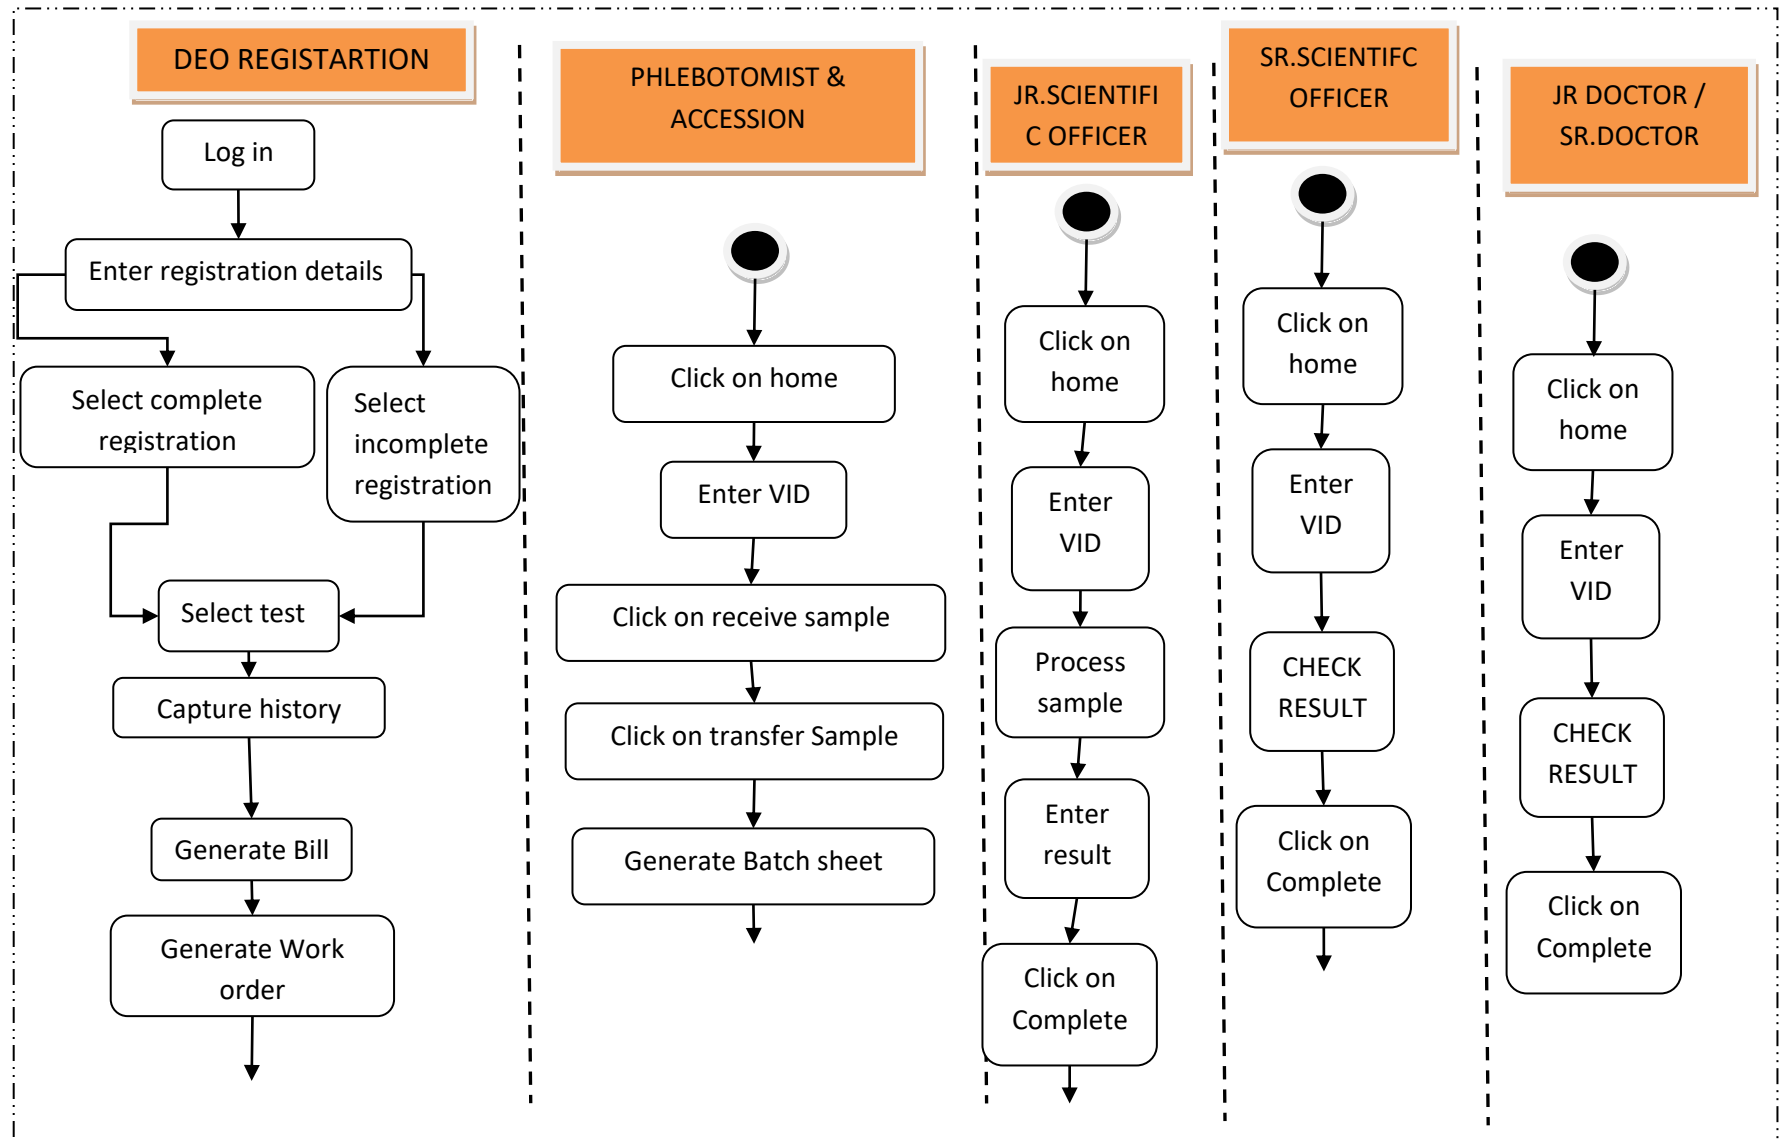 DEO REGISTARTION
Log in
Enter registration details
Select complete
registration
Select
incomplete
registration
Select test
Capture history
Generate Bill
Generate Work
order
PHLEBOTOMIST &
ACCESSION
Click on home
Enter VID
Click on receive sample
Click on transfer Sample
Generate Batch sheet
JR.SCIENTIFI
C OFFICER
Click on
home
Enter
VID
Process
sample
Enter
result
Click on
Complete
SR.SCIENTIFC
OFFICER
Click on
home
Enter
VID
CHECK
RESULT
Click on
Complete
JR DOCTOR /
SR.DOCTOR
Click on
home
Enter
VID
CHECK
RESULT
Click on
Complete